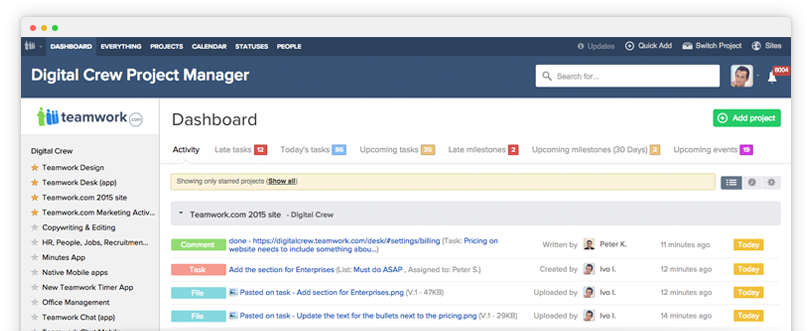 DASHBOARD EVERYTHING PROJECTS CALENDAR STATUSES PEOPLE Updates Quick Add Switch Project Sites
Digital Crew Project Manager Search for... 8004
teamwork.com
Dashboard Add project
Activity Late tasks 12 Today's tasks 86 Upcoming tasks 35 Late milestones 2 Upcoming milestones (30 Days) 3 Upcoming events 19
Showing only starred projects (Show all)
Teamwork.com 2015 site - Digital Crew
Comment done - https://digitalcrew.teamwork.com/desk/#settings/billing (Task: Pricing on
website needs to include something abou...) Written by Peter K. 11 minutes ago Today
Task Add the section for Enterprises (List: Must do ASAP , Assigned to: Peter S.) Created by Ivo I. 12 minutes ago Today
File Pasted on task - Add section for Enterprises.png (V.1 - 47KB) Uploaded by Ivo I. 12 minutes ago Today
File Pasted on task - Update the text for the bullets next to the pricing.png (V.1 - 29KB) Uploaded by Ivo I. 14 minutes ago Today
Digital Crew
Teamwork Design
Teamwork Desk (app)
Teamwork.com 2015 site
Teamwork.com Marketing Activ...
Copywriting & Editing
HR, People, Jobs, Recruitmen...
Minutes App
Native Mobile apps
New Teamwork Timer App
Office Management
Teamwork Chat (app)
Teamwork Chat Mobile